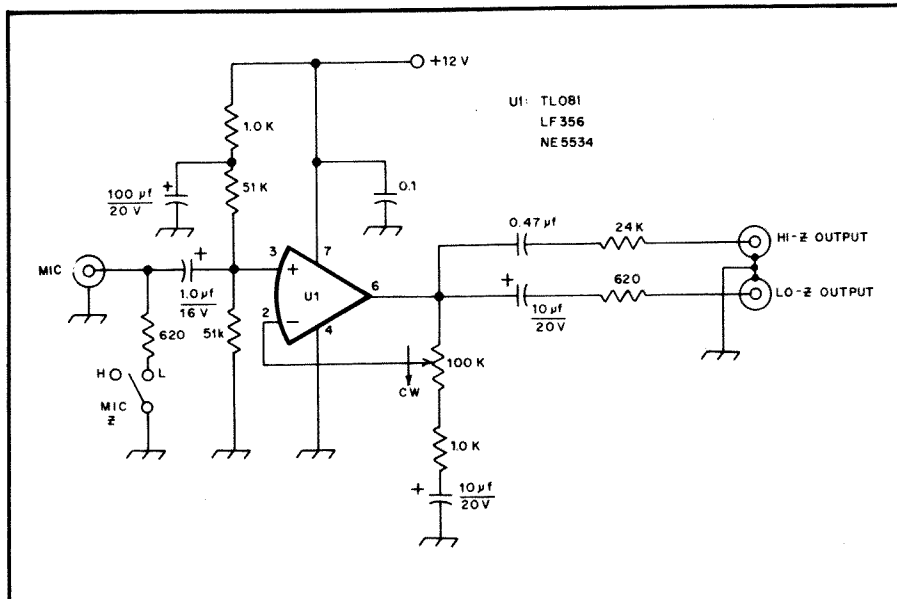 +12 V
U1: TL081
LF356
NE5534
1.0K
100 µf
20 V
+
51 K
0.1
0.47 µf
24K
HI-Z OUTPUT
MIC
+
1.0 µf
16 V
3
+
7
U1
6
2
−
4
+
10 µf
20V
620
LO-Z OUTPUT
620
51k
H
L
MIC
Z
CW
100 K
1.0 K
+
10 µf
20V